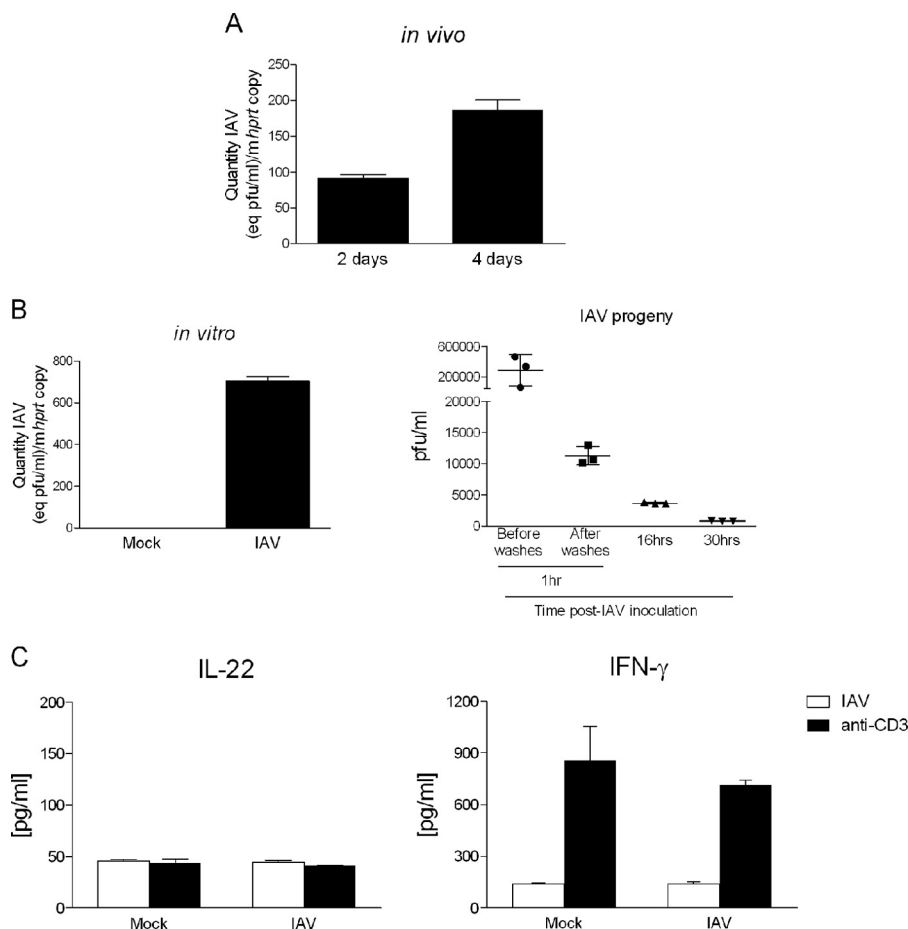 A
in vivo
Quantity IAV
(eq pfu/ml)/mhprt copy
250
200
150
100
50
0
2 days
4 days
B
in vitro
Quantity IAV
(eq pfu/ml)/mhprt copy
800
600
400
200
0
Mock
IAV
IAV progeny
pfu/ml
600000
200000
20000
15000
10000
5000
0
Before
washes
After
washes
16hrs
30hrs
1hr
Time post-IAV inoculation
C
IL-22
[pg/ml]
200
150
100
50
0
Mock
IAV
IFN-γ
[pg/ml]
1200
900
600
300
0
Mock
IAV
IAV
anti-CD3